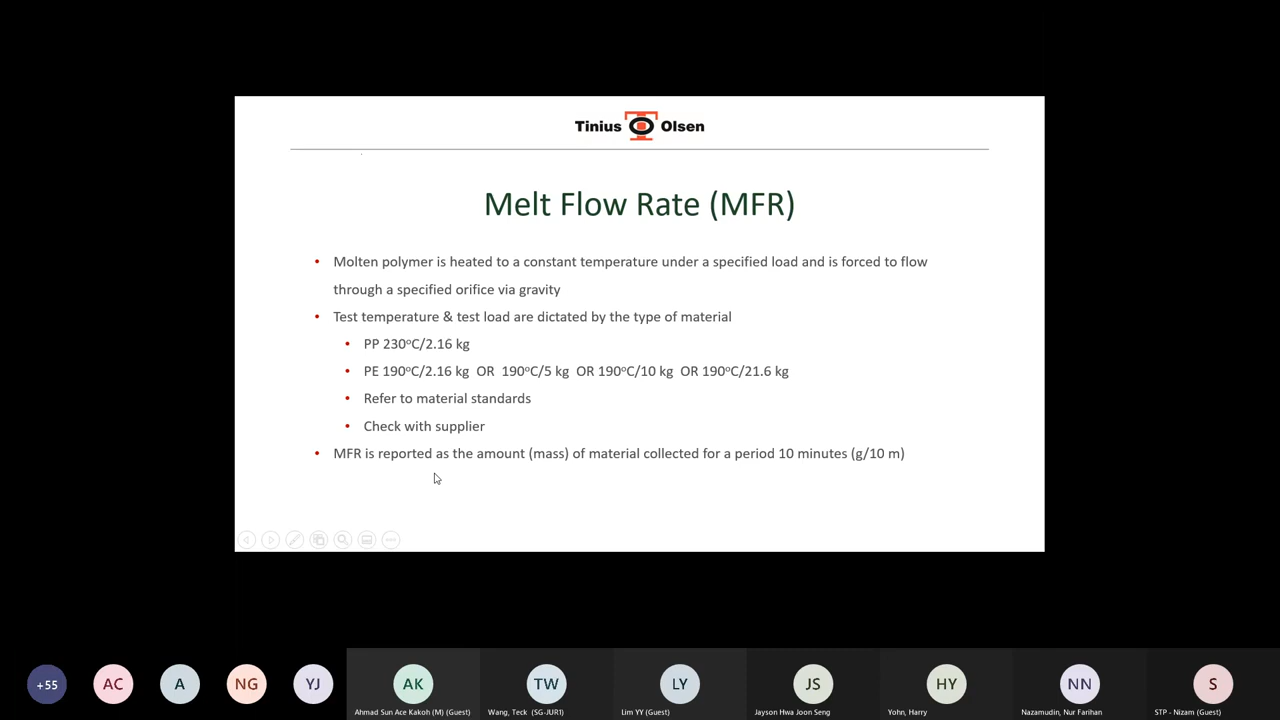 Tinius Olsen
Melt Flow Rate (MFR)
• Molten polymer is heated to a constant temperature under a specified load and is forced to flow
through a specified orifice via gravity
• Test temperature & test load are dictated by the type of material
• PP 230°C/2.16 kg
• PE 190°C/2.16 kg OR 190°C/5 kg OR 190°C/10 kg OR 190°C/21.6 kg
• Refer to material standards
• Check with supplier
• MFR is reported as the amount (mass) of material collected for a period 10 minutes (g/10 m)
+55 AC A NG YJ AK TW LY JS HY NN S
Ahmad Sun Ace Kakoh (M) (Guest) Wang, Teck (SG-JUR1) Lim YY (Guest) Jayson Hwa Joon Seng Yohn, Harry Nazamudin, Nur Farihan STP - Nizam (Guest)